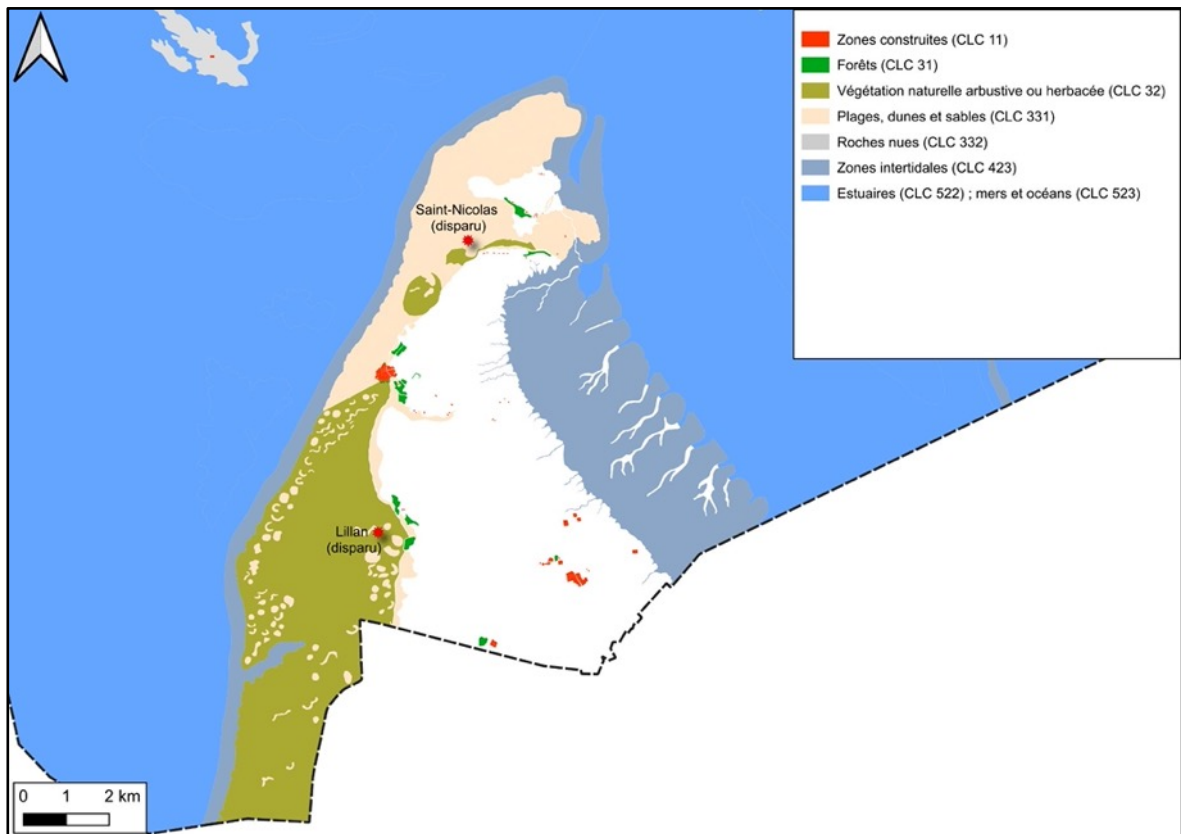 Zones construites (CLC 11)
Forêts (CLC 31)
Végétation naturelle arbustive ou herbacée (CLC 32)
Plages, dunes et sables (CLC 331)
Roches nues (CLC 332)
Zones intertidales (CLC 423)
Estuaires (CLC 522) ; mers et océans (CLC 523)
Saint-Nicolas
(disparu)
Lillan
(disparu)
0 1 2 km